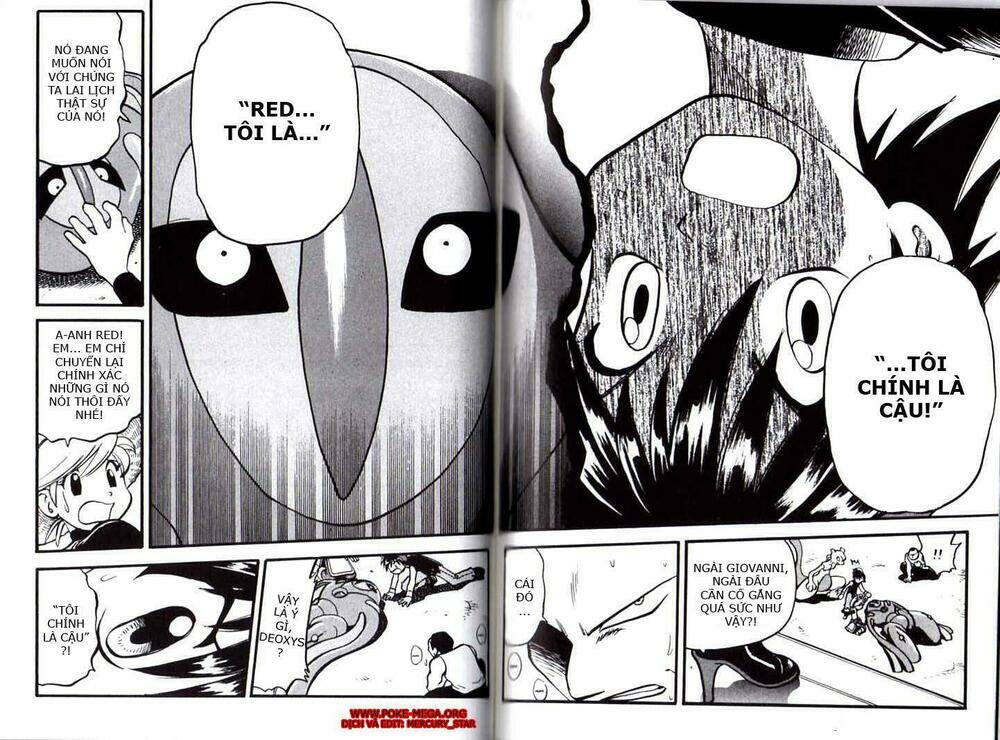 NÓ ĐANG
MUỐN NÓI
VỚI CHÚNG
TA LAI LỊCH
THẬT SỰ
CỦA NÓ!
"RED...
TÔI LÀ..."
"...TÔI
CHÍNH LÀ
CẬU!"
A-ANH RED!
EM... EM CHỈ
CHUYỂN LẠI
CHÍNH XÁC
NHỮNG GÌ NÓ
NÓI THÔI ĐẤY
NHÉ!
"TÔI
CHÍNH
LÀ CẬU"
?!
VẬY
LÀ Ý
GÌ,
DEOXYS
?
CÁI
ĐÓ
...
NGÀI GIOVANNI,
NGÀI ĐÂU
CẦN CỐ GẮNG
QUÁ SỨC NHƯ
VẬY?!
!!
WWW.POKE-MEGA.ORG
DỊCH VÀ EDIT: MERCURY_STAR